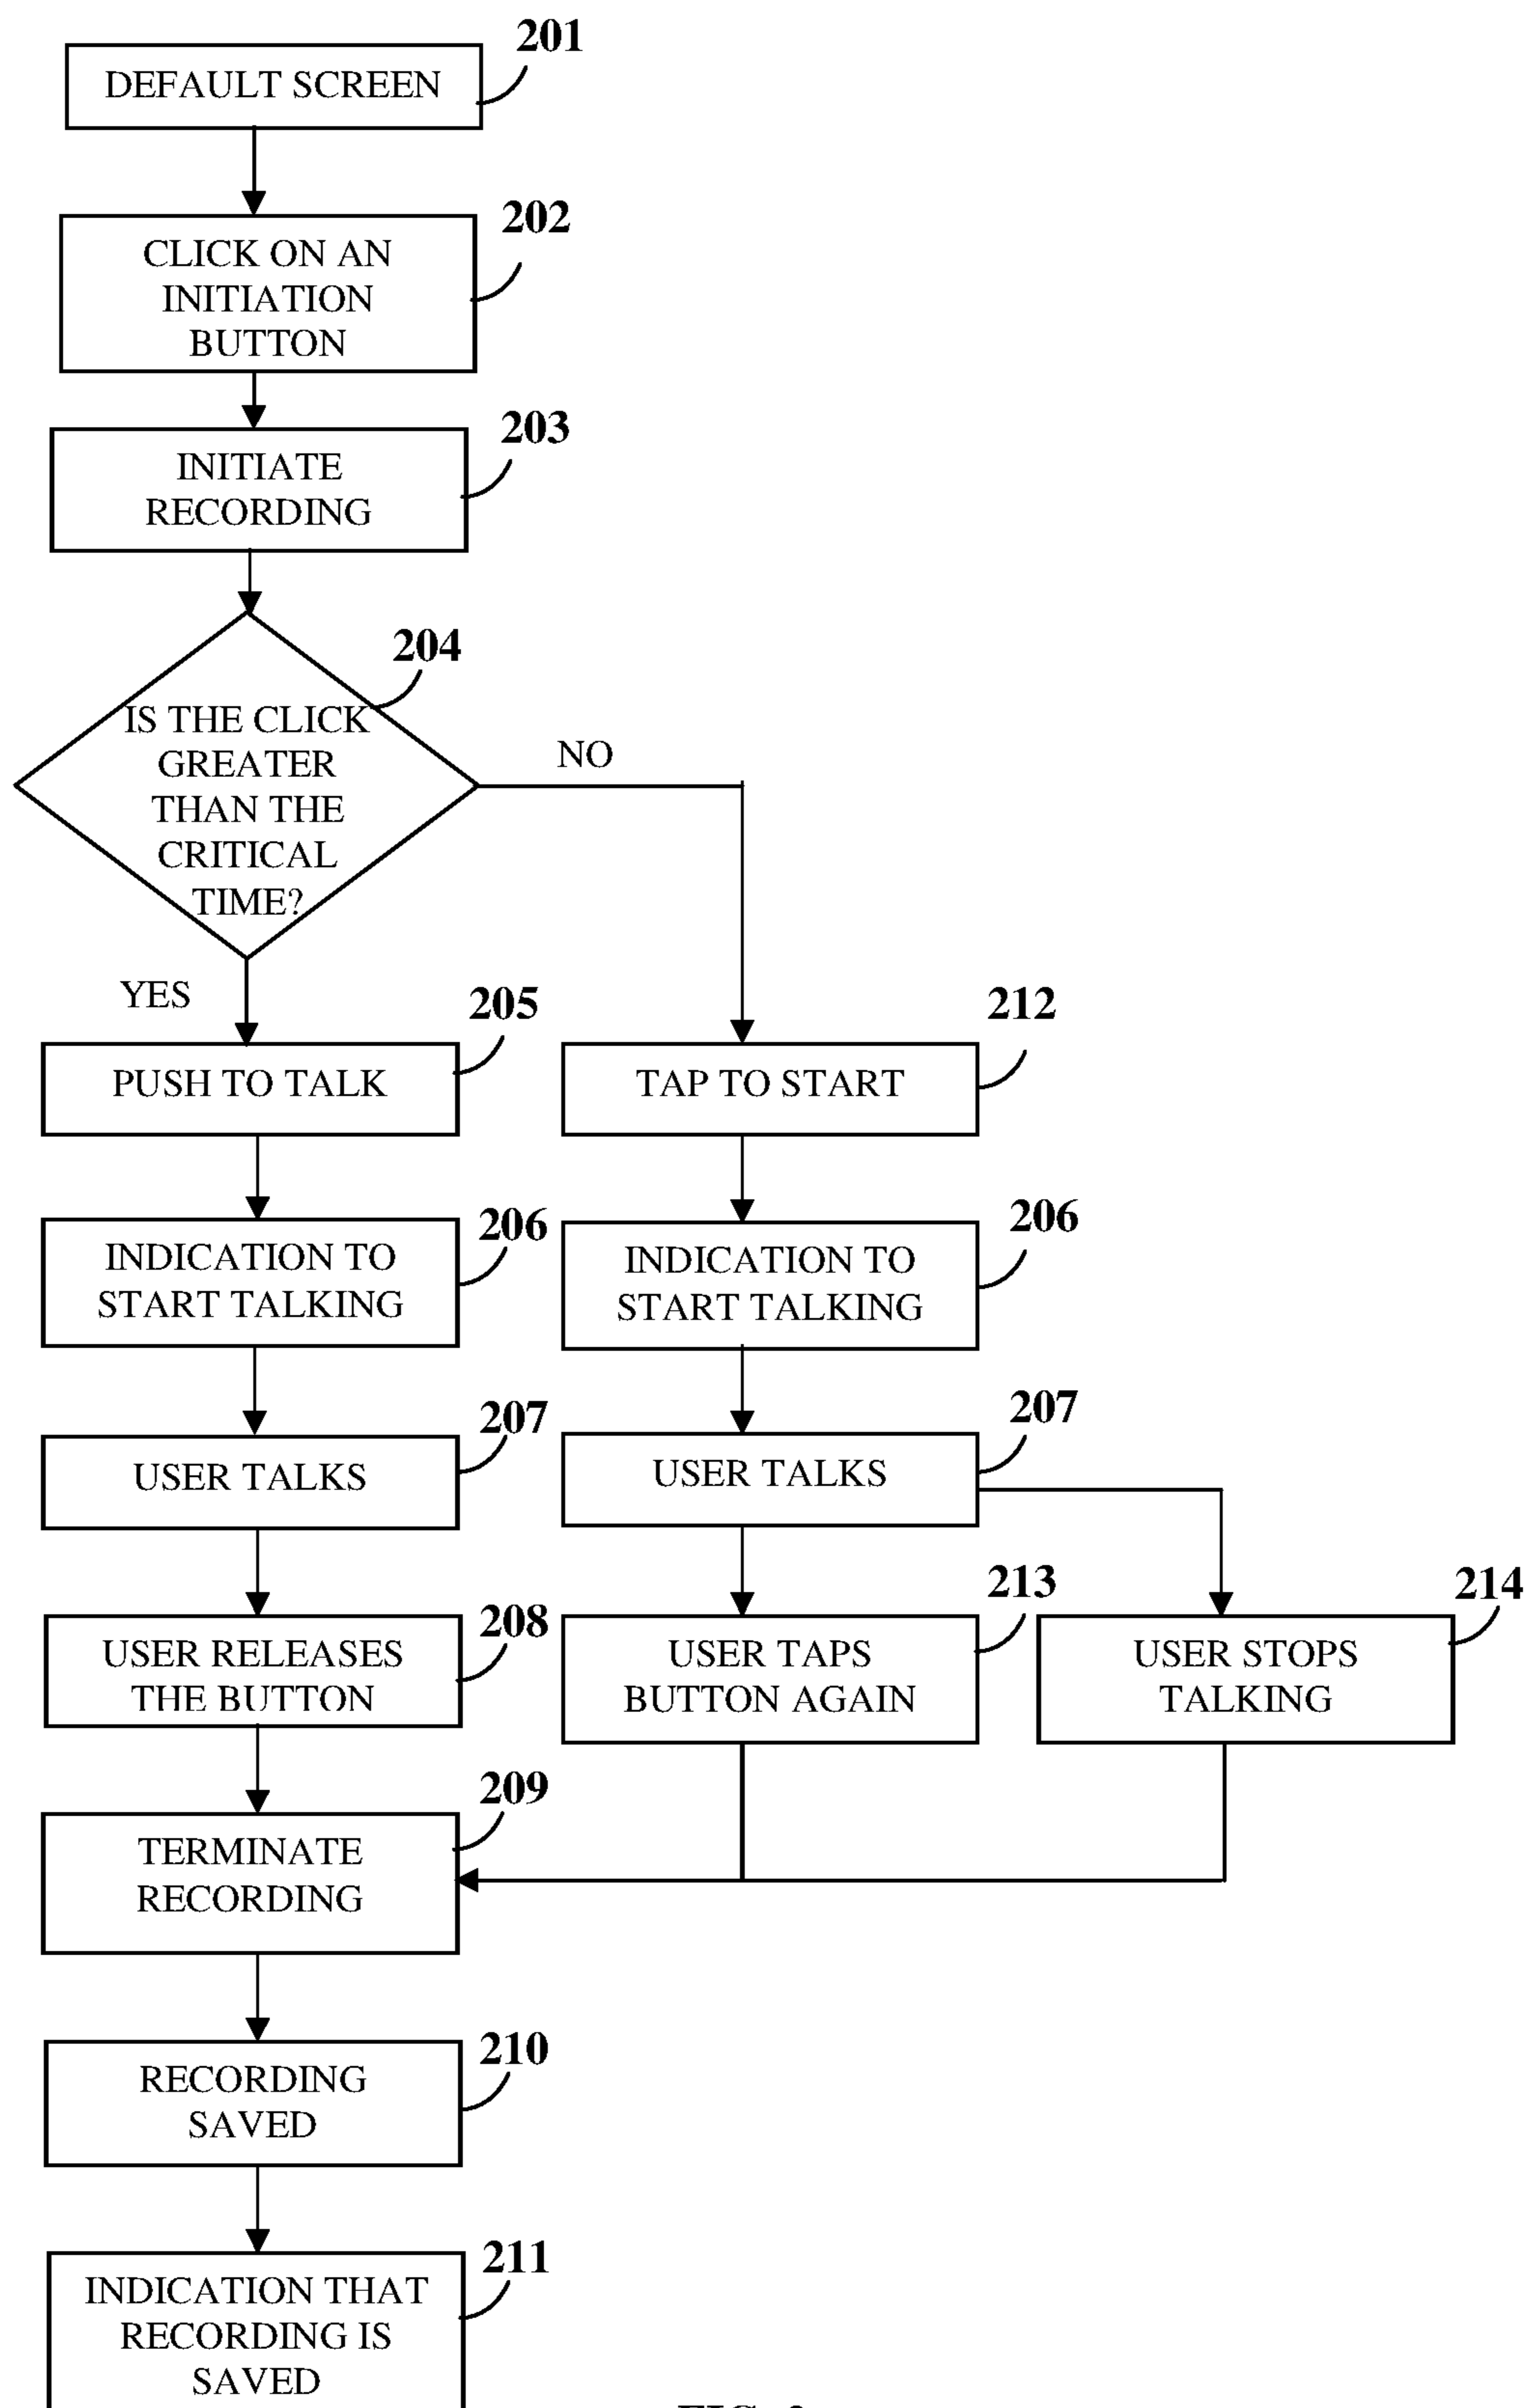 201
DEFAULT SCREEN
202
CLICK ON AN
INITIATION
BUTTON
203
INITIATE
RECORDING
204
IS THE CLICK
GREATER
THAN THE
CRITICAL
TIME?
NO
YES
205
PUSH TO TALK
212
TAP TO START
206
INDICATION TO
START TALKING
206
INDICATION TO
START TALKING
207
USER TALKS
207
USER TALKS
208
USER RELEASES
THE BUTTON
213
USER TAPS
BUTTON AGAIN
214
USER STOPS
TALKING
209
TERMINATE
RECORDING
210
RECORDING
SAVED
211
INDICATION THAT
RECORDING IS
SAVED